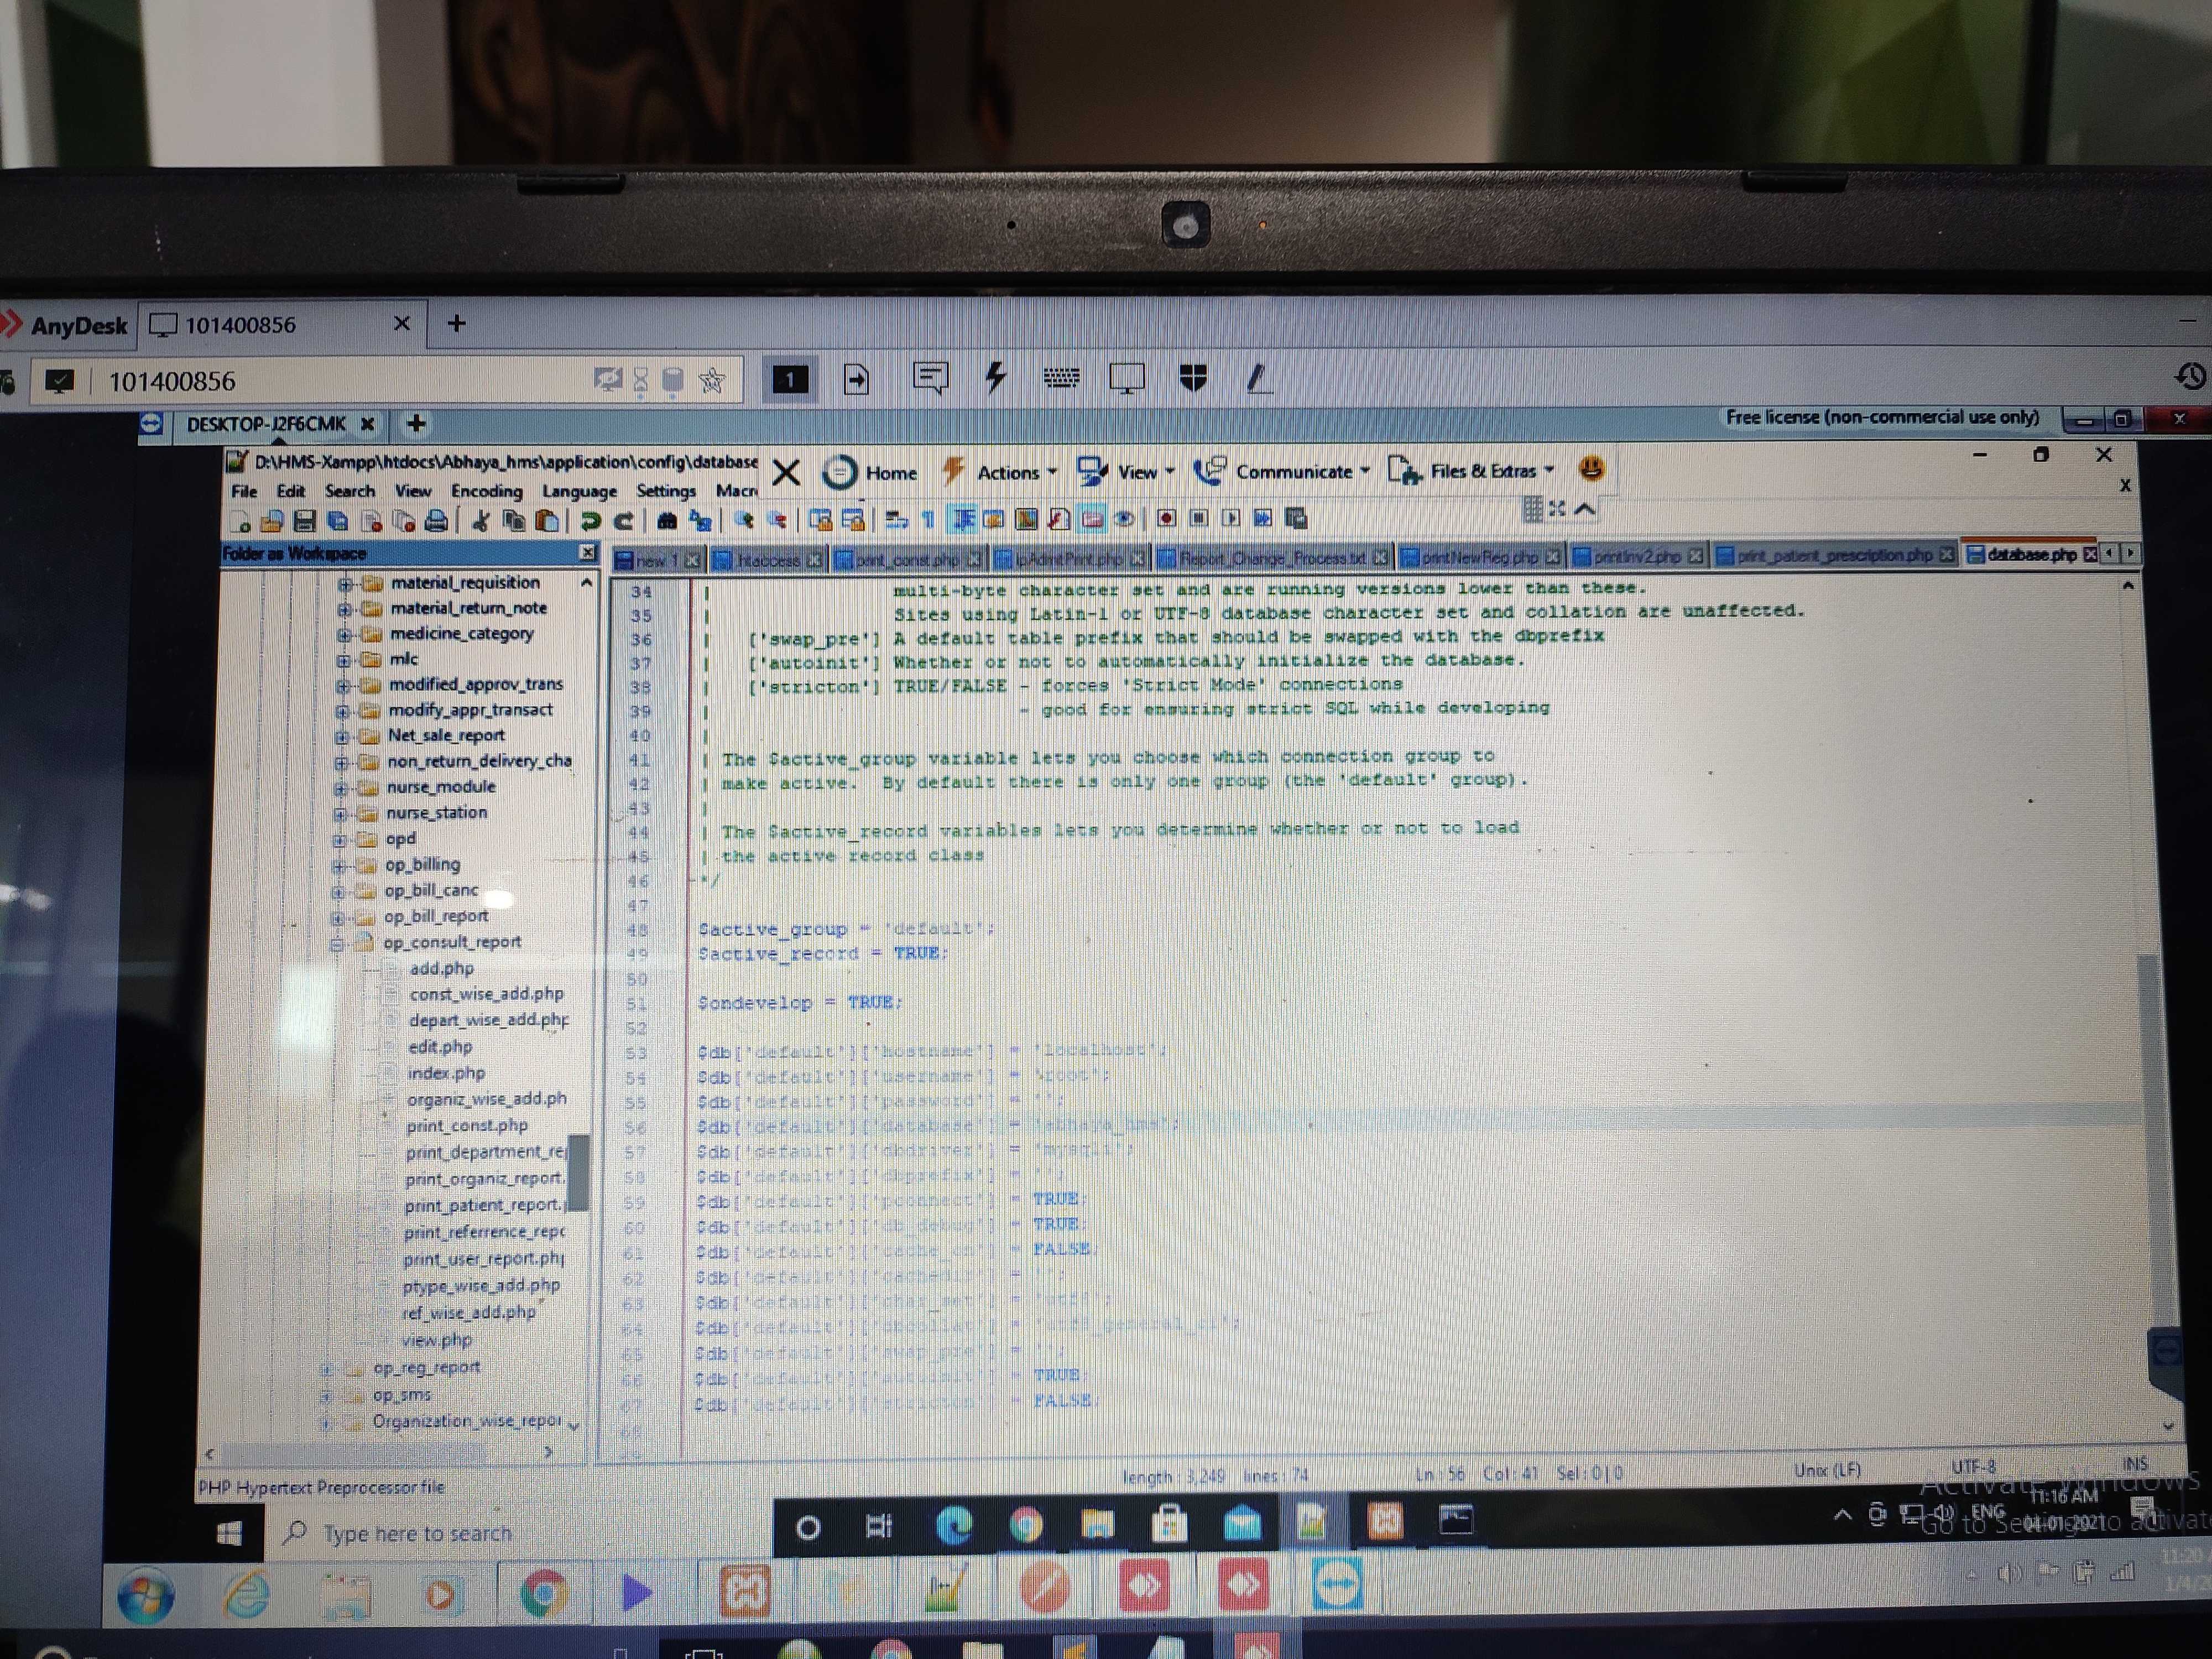 AnyDesk
101400856
101400856
1
DESKTOP-J2F6CMK
Free license (non-commercial use only)
D:\HMS-Xampp\htdocs\Abhaya_hms\application\config\database
Home Actions View Communicate Files & Extras
File Edit Search View Encoding Language Settings Macr
Folder as Workspace
new 1 .htaccess print_const.php IpAdmitPrint.php Report_Change_Process.txt printNewReg.php printInv2.php print_patient_prescription.php database.php
material_requisition
material_return_note
medicine_category
mlc
modified_approv_trans
modify_appr_transact
Net_sale_report
non_return_delivery_cha
nurse_module
nurse_station
opd
op_billing
op_bill_canc
op_bill_report
op_consult_report
add.php
const_wise_add.php
depart_wise_add.php
edit.php
index.php
organiz_wise_add.ph
print_const.php
print_department_rep
print_organiz_report.
print_patient_report.p
print_referrence_repo
print_user_report.php
ptype_wise_add.php
ref_wise_add.php
view.php
op_reg_report
op_sms
Organization_wise_repor
34 | multi-byte character set and are running versions lower than these.
35 | Sites using Latin-1 or UTF-8 database character set and collation are unaffected.
36 | ['swap_pre'] A default table prefix that should be swapped with the dbprefix
37 | ['autoinit'] Whether or not to automatically initialize the database.
38 | ['stricton'] TRUE/FALSE - forces 'Strict Mode' connections
39 | - good for ensuring strict SQL while developing
40 |
41 | The $active_group variable lets you choose which connection group to
42 | make active. By default there is only one group (the 'default' group).
43 |
44 | The $active_record variables lets you determine whether or not to load
45 | the active record class
46 */
47
48 $active_group = 'default';
49 $active_record = TRUE;
50
51 $ondevelop = TRUE;
52
53 $db['default']['hostname'] = 'localhost';
54 $db['default']['username'] = 'root';
55 $db['default']['password'] = '';
56 $db['default']['database'] = 'abhaya_hms';
57 $db['default']['dbdriver'] = 'mysqli';
58 $db['default']['dbprefix'] = '';
59 $db['default']['pconnect'] = TRUE;
60 $db['default']['db_debug'] = TRUE;
61 $db['default']['cache_on'] = FALSE;
62 $db['default']['cachedir'] = '';
63 $db['default']['char_set'] = 'utf8';
64 $db['default']['dbcollat'] = 'utf8_general_ci';
65 $db['default']['swap_pre'] = '';
66 $db['default']['autoinit'] = TRUE;
67 $db['default']['stricton'] = FALSE;
68
PHP Hypertext Preprocessor file
length : 3,249 lines : 74
Ln : 56 Col : 41 Sel : 0 | 0
Unix (LF)
UTF-8
INS
Activate Windows
Go to Settings to activat
Type here to search
ENG
11:16 AM
04-01-2021
11:20
1/4/2